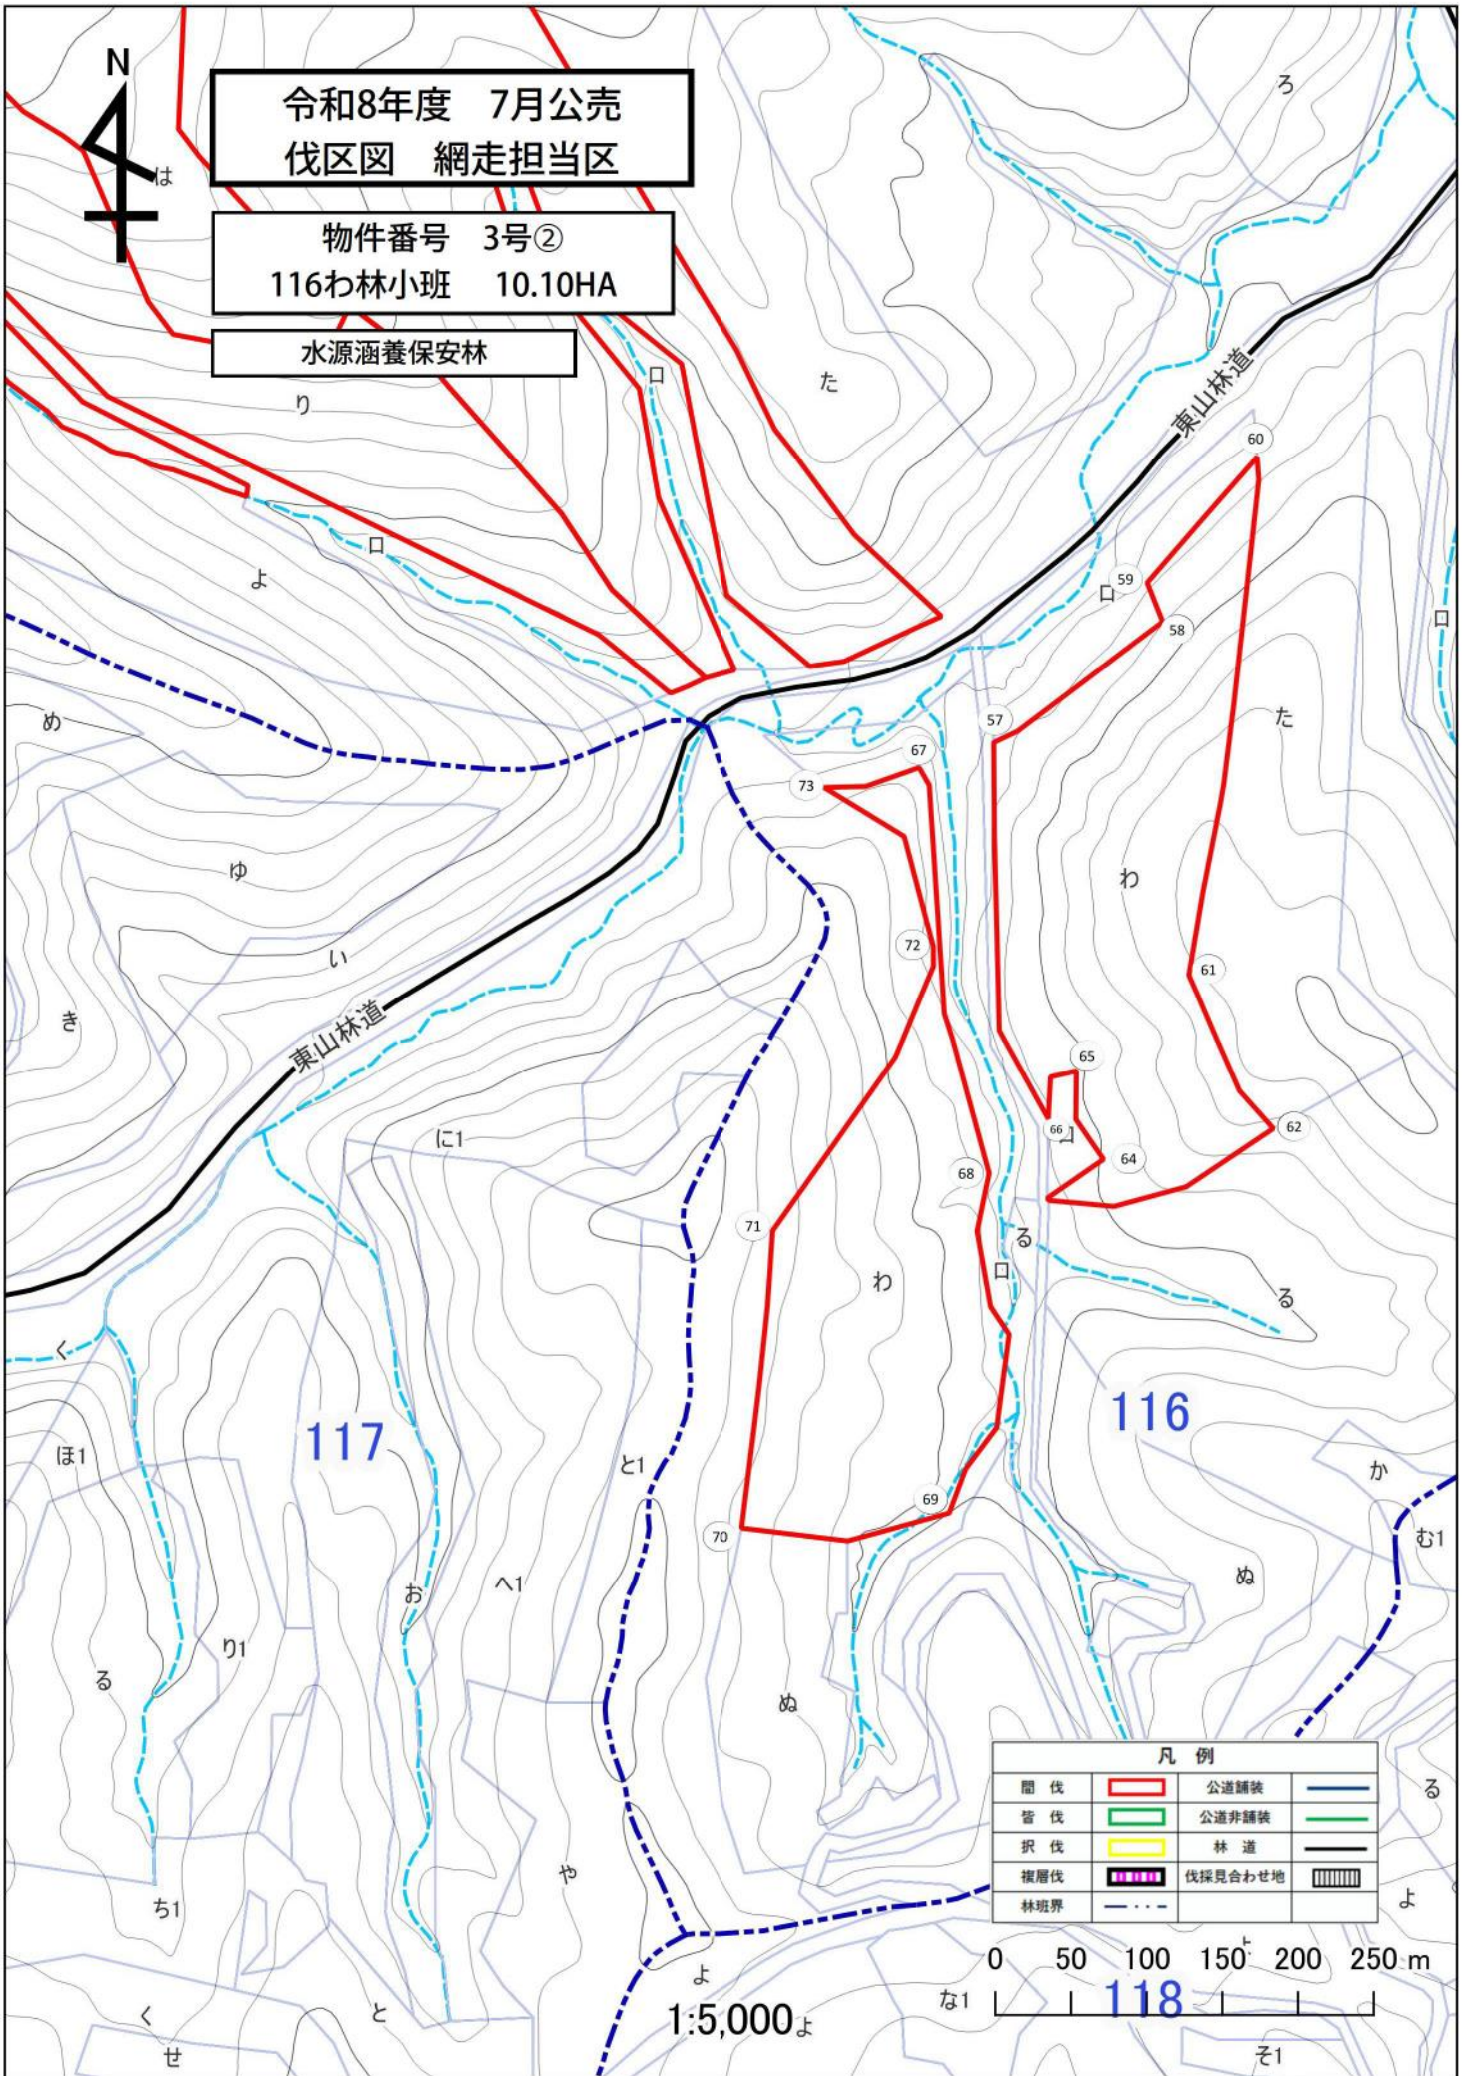 N
令和8年度　7月公売
伐区図　網走担当区
物件番号　3号②
116わ林小班　10.10HA
水源涵養保安林
は
ろ
り
ロ
た
東山林道
60
ロ
よ
59
ロ
58
ロ
め
57
た
67
73
ゆ
わ
い
72
61
き
東山林道
65
66
ロ
62
に1
64
68
71
る
わ
ロ
る
く
117
116
ほ1
と1
か
69
70
む1
お
へ1
ぬ
り1
る
ぬ
凡　例
間　伐
公道舗装
皆　伐
公道非舗装
択　伐
林　道
複層伐
伐採見合わせ地
林班界
る
や
ち1
よ
よ
よ
0 50 100 150 200 250 m
な1
118
1:5,000
よ
く
と
せ
そ1